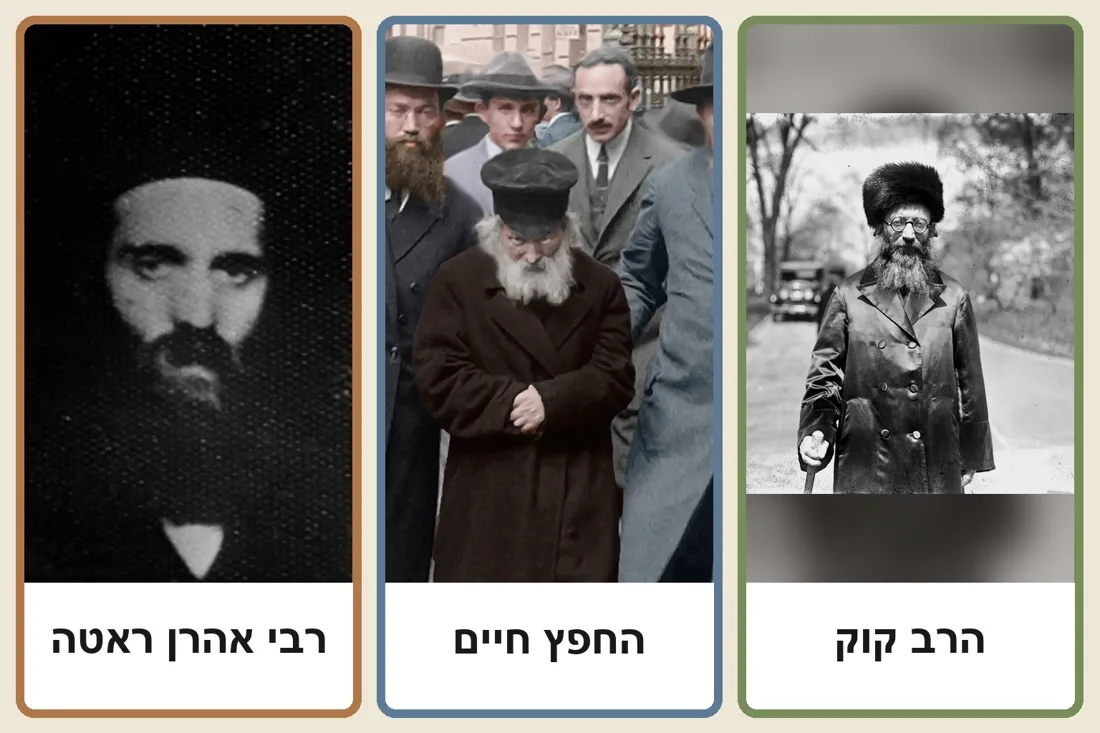 הרב קוק
החפץ חיים
רבי אהרן ראטה